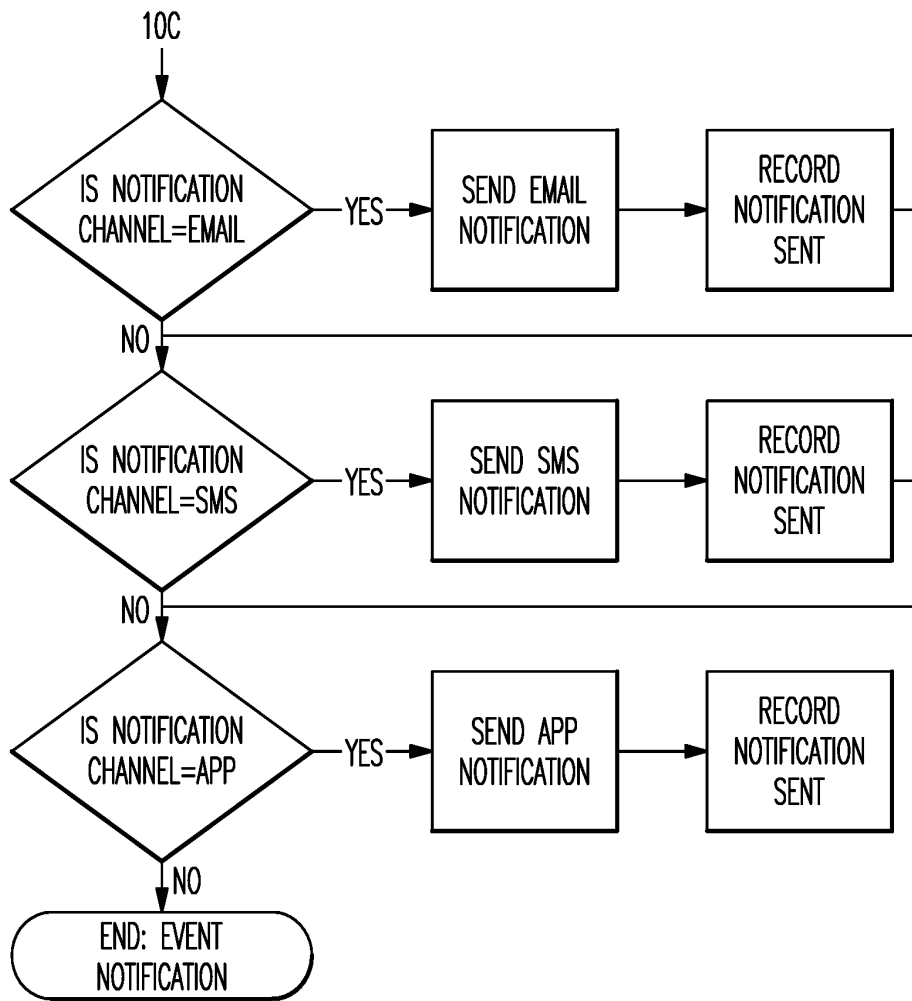 10C
IS NOTIFICATION
CHANNEL=EMAIL
YES
SEND EMAIL
NOTIFICATION
RECORD
NOTIFICATION
SENT
NO
IS NOTIFICATION
CHANNEL=SMS
YES
SEND SMS
NOTIFICATION
RECORD
NOTIFICATION
SENT
NO
IS NOTIFICATION
CHANNEL=APP
YES
SEND APP
NOTIFICATION
RECORD
NOTIFICATION
SENT
NO
END: EVENT
NOTIFICATION